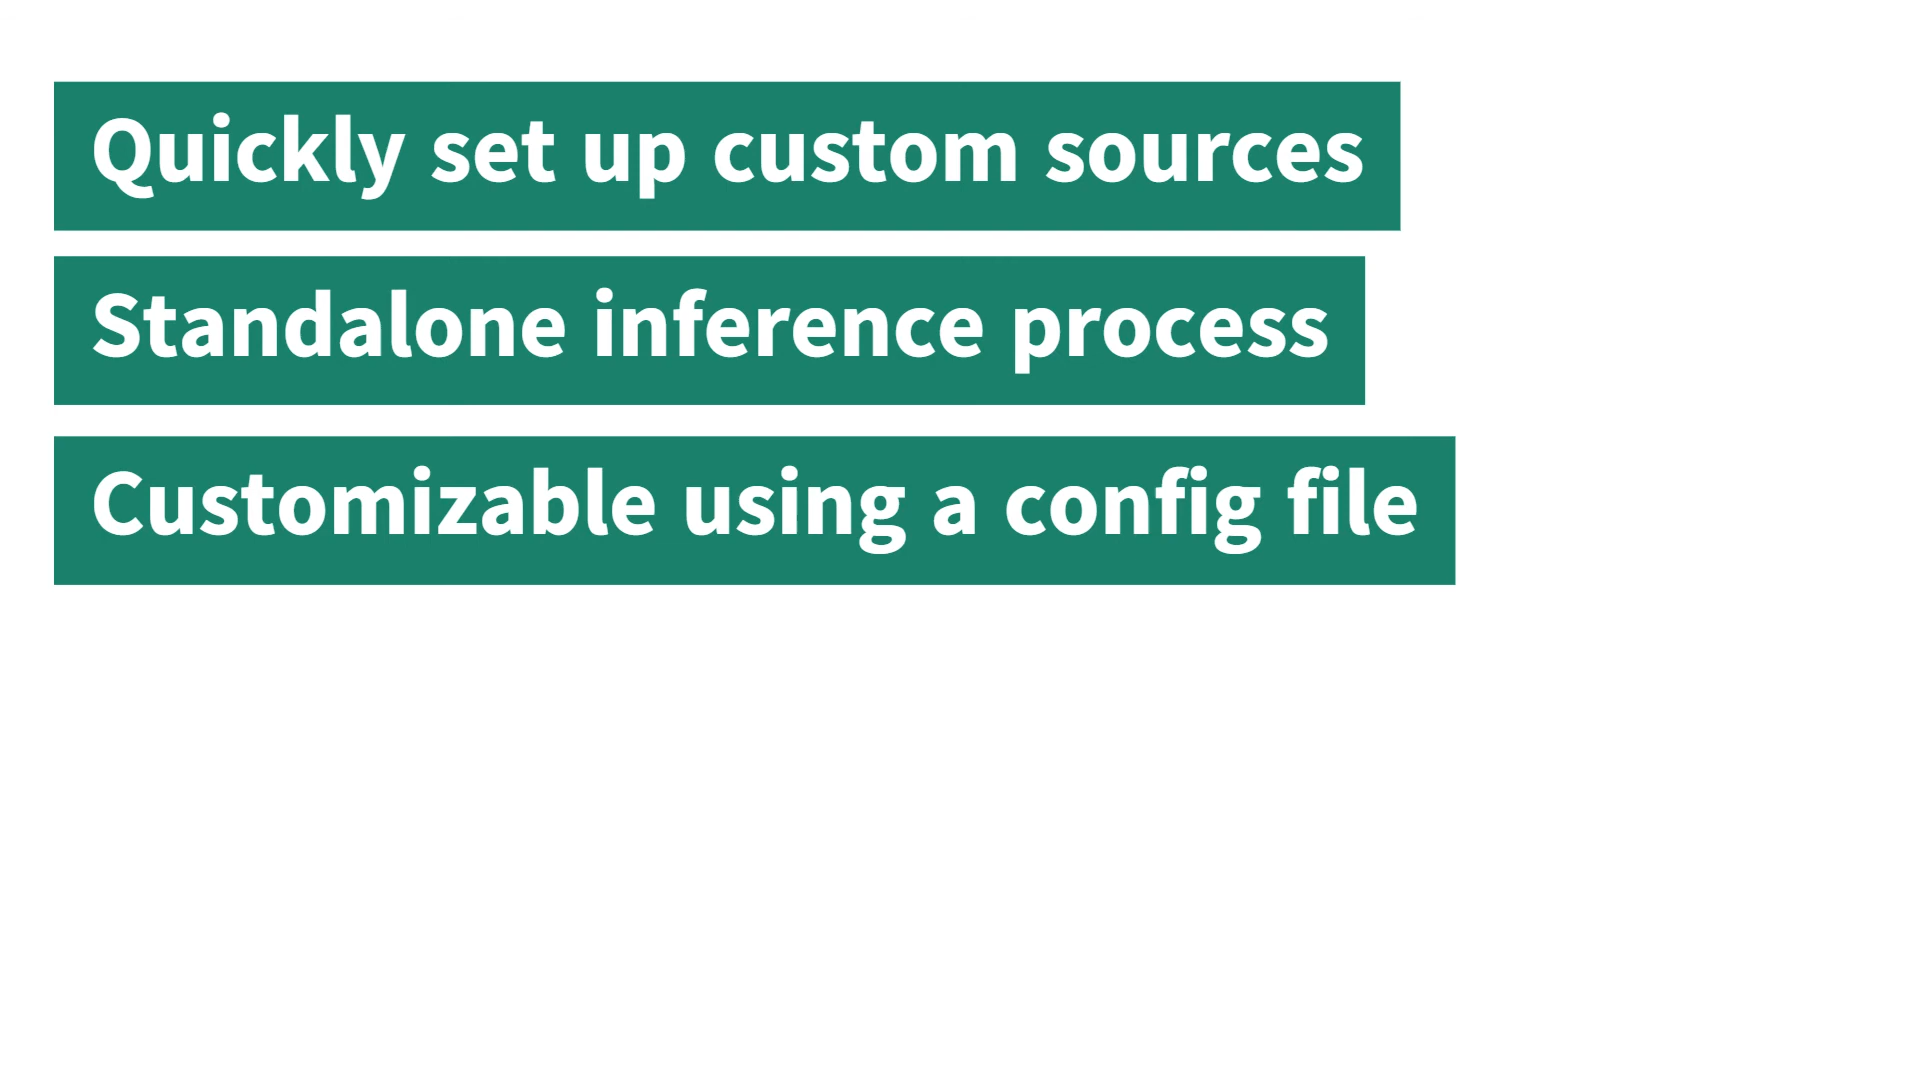 Quickly set up custom sources
Standalone inference process
Customizable using a config file